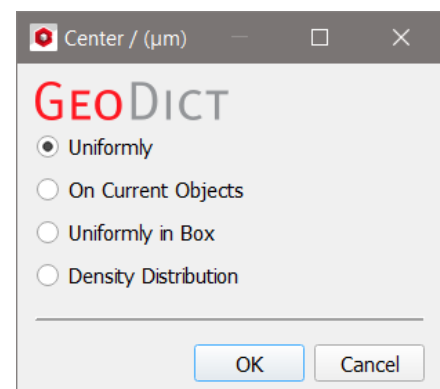 Center / (µm)
GEODICT
Uniformly
On Current Objects
Uniformly in Box
Density Distribution
OK Cancel